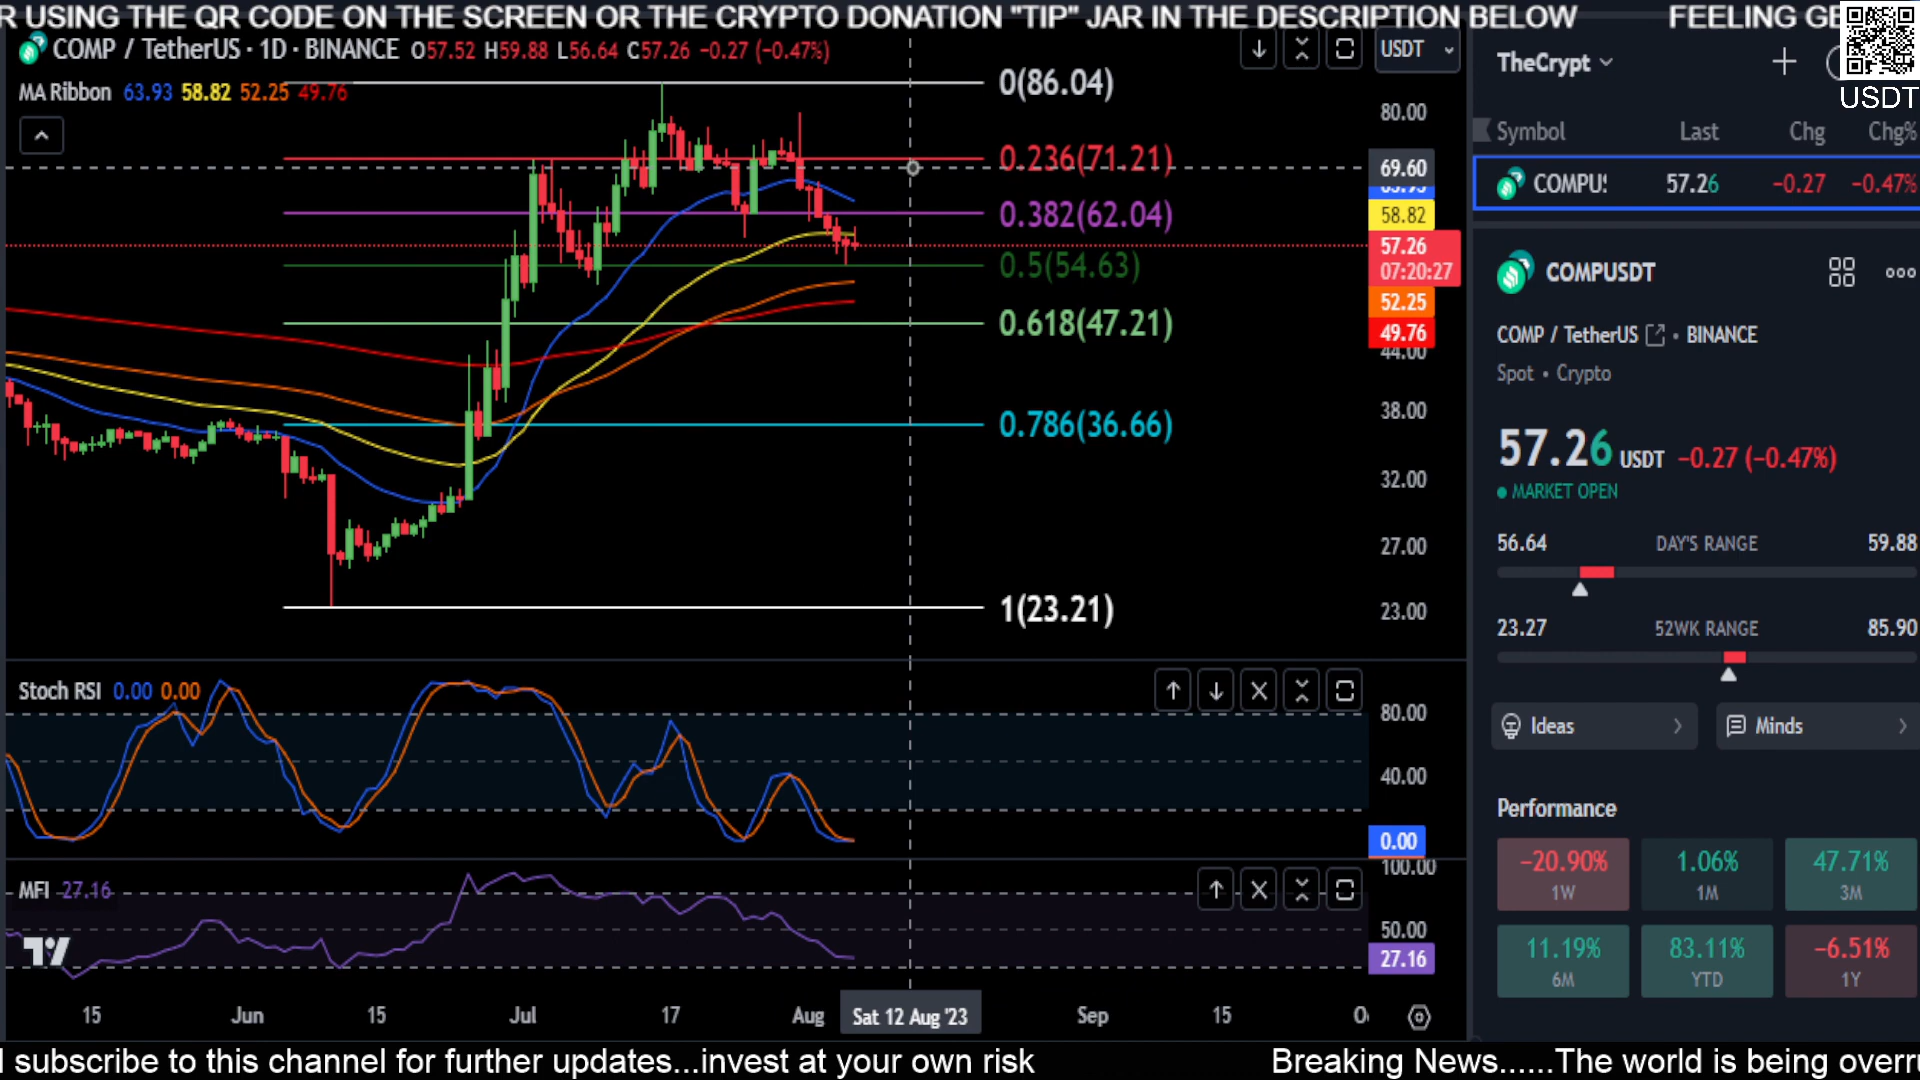 R USING THE QR CODE ON THE SCREEN OR THE CRYPTO DONATION "TIP" JAR IN THE DESCRIPTION BELOW FEELING GE
COMP / TetherUS · 1D · BINANCE O57.52 H59.88 L56.64 C57.26 −0.27 (−0.47%)
MA Ribbon 63.93 58.82 52.25 49.76
0(86.04)
0.236(71.21)
0.382(62.04)
0.5(54.63)
0.618(47.21)
0.786(36.66)
1(23.21)
USDT
80.00
69.60
63.93
58.82
57.26
07:20:27
52.25
49.76
44.00
38.00
32.00
27.00
23.00
Stoch RSI 0.00 0.00
80.00
40.00
0.00
MFI 27.16
100.00
50.00
27.16
15 Jun 15 Jul 17 Aug Sat 12 Aug '23 Sep 15
TheCrypt
USDT
Symbol Last Chg Chg%
COMPU 57.26 −0.27 −0.47%
COMPUSDT
COMP / TetherUS • BINANCE
Spot • Crypto
57.26 USDT −0.27 (−0.47%)
MARKET OPEN
56.64 DAY'S RANGE 59.88
23.27 52WK RANGE 85.90
Ideas Minds
Performance
−20.90% 1.06% 47.71%
1W 1M 3M
11.19% 83.11% −6.51%
6M YTD 1Y
l subscribe to this channel for further updates...invest at your own risk Breaking News......The world is being overru